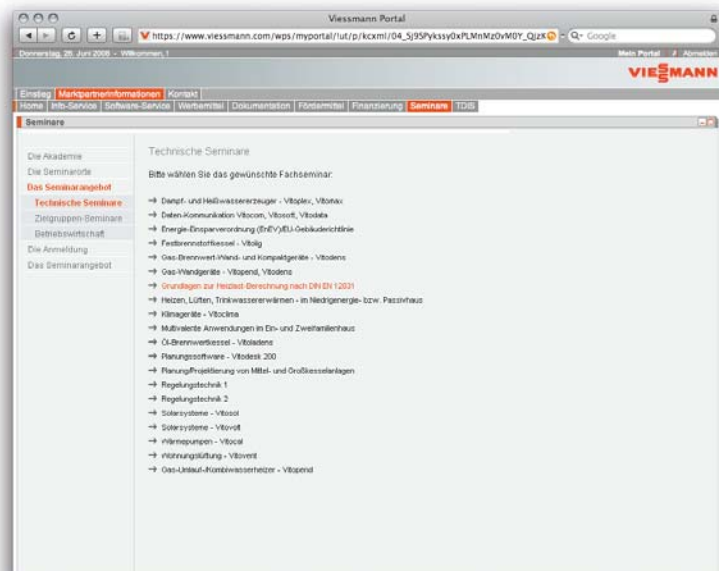 Viessmann Portal
https://www.viessmann.com/wps/myportal/!ut/p/kcxml/04_Sj9SPykssy0xPLMnMz0vM0Y_QjzK
Google
Donnerstag, 26. Juni 2008 - Willkommen, !
Mein Portal Abmelden
VIESSMANN
Einstieg Marktpartnerinformationen Kontakt
Home Info-Service Software-Service Werbemittel Dokumentation Fördermittel Finanzierung Seminare TDIS
Seminare
Die Akademie
Die Seminarorte
Das Seminarangebot
Technische Seminare
Zielgruppen-Seminare
Betriebswirtschaft
Die Anmeldung
Das Seminarangebot
Technische Seminare
Bitte wählen Sie das gewünschte Fachseminar:
→ Dampf- und Heißwassererzeuger - Vitoplex, Vitomax
→ Daten-Kommunikation Vitocom, Vitosoft, Vitodata
→ Energie-Einsparverordnung (EnEV)/EU-Gebäuderichtlinie
→ Festbrennstoffkessel - Vitolig
→ Gas-Brennwert-Wand- und Kompaktgeräte - Vitodens
→ Gas-Wandgeräte - Vitopend, Vitodens
→ Grundlagen zur Heizlast-Berechnung nach DIN EN 12831
→ Heizen, Lüften, Trinkwassererwärmen - im Niedrigenergie- bzw. Passivhaus
→ Klimageräte - Vitoclima
→ Multivalente Anwendungen im Ein- und Zweifamilienhaus
→ Öl-Brennwertkessel - Vitoladens
→ Planungssoftware - Vitodesk 200
→ Planung/Projektierung von Mittel- und Großkesselanlagen
→ Regelungstechnik 1
→ Regelungstechnik 2
→ Solarsysteme - Vitosol
→ Solarsysteme - Vitovolt
→ Wärmepumpen - Vitocal
→ Wohnungslüftung - Vitovent
→ Gas-Umlauf-/Kombiwasserheizer - Vitopend